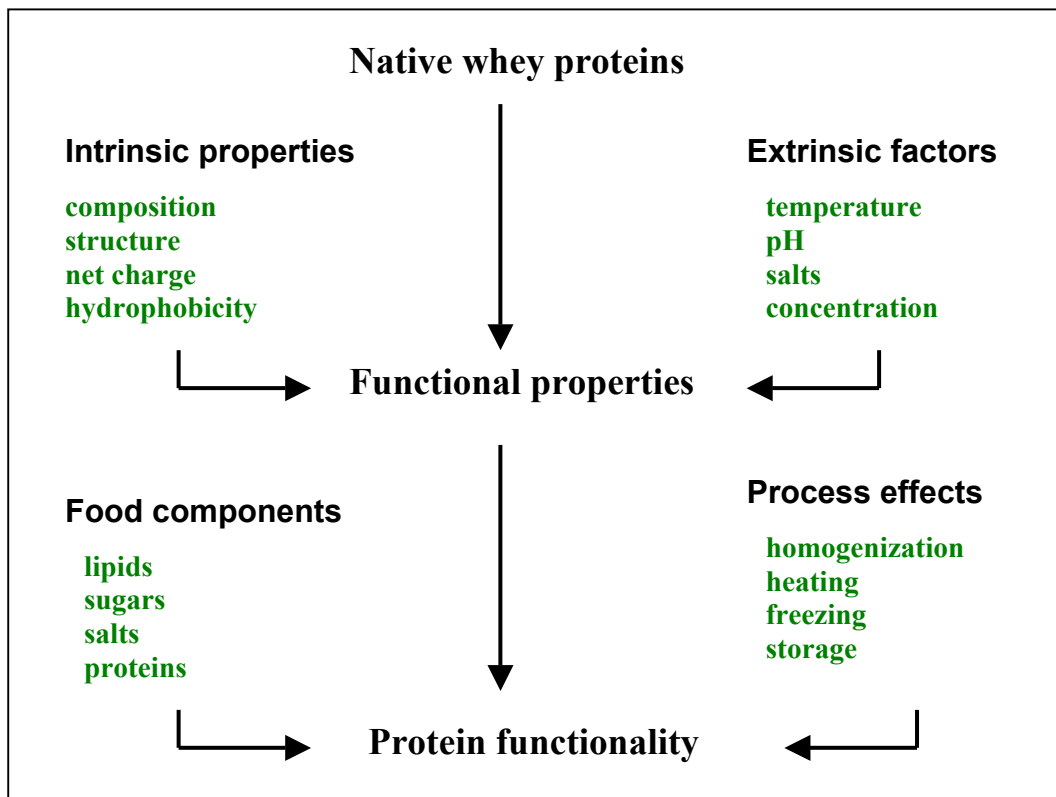 Native whey proteins
Intrinsic properties
composition
structure
net charge
hydrophobicity
Extrinsic factors
temperature
pH
salts
concentration
Functional properties
Food components
lipids
sugars
salts
proteins
Process effects
homogenization
heating
freezing
storage
Protein functionality